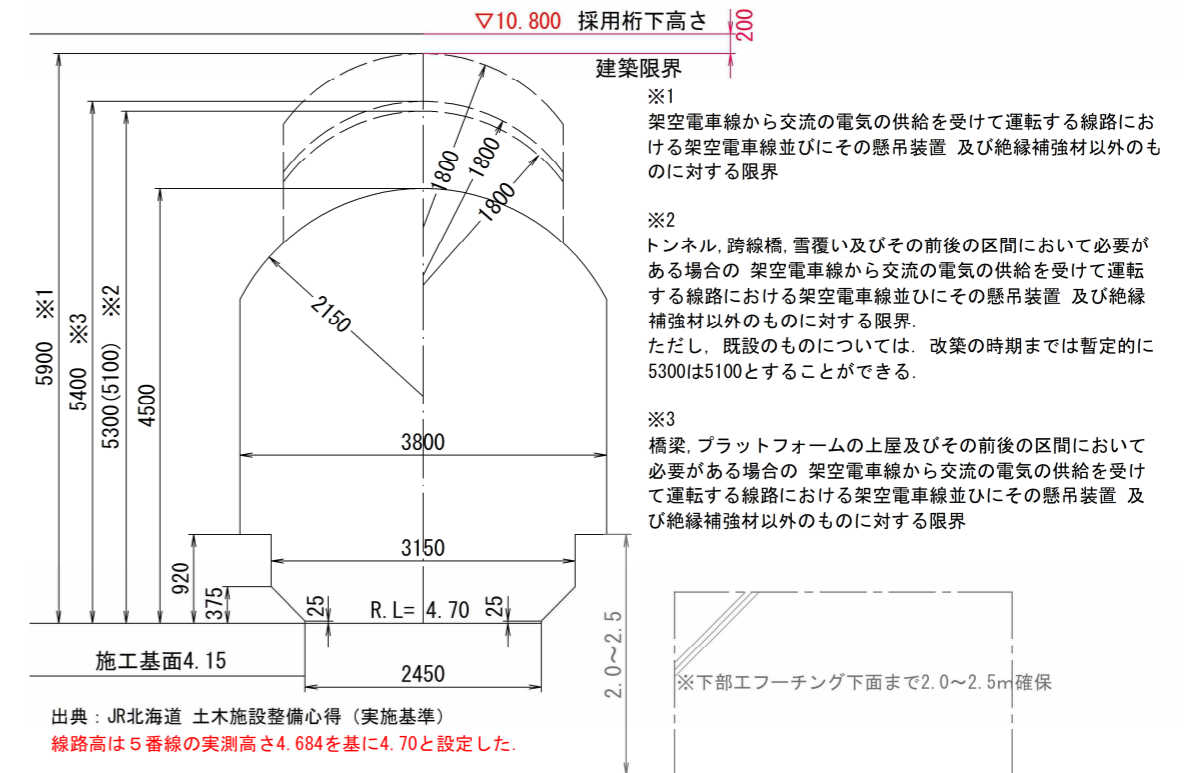 ▽10.800 採用桁下高さ
200
建築限界
※1
架空電車線から交流の電気の供給を受けて運転する線路にお
ける架空電車線並びにその懸吊装置 及び絶縁補強材以外のも
のに対する限界
※2
トンネル,跨線橋,雪覆い及びその前後の区間において必要が
ある場合の 架空電車線から交流の電気の供給を受けて運転
する線路における架空電車線並ひにその懸吊装置 及び絶縁
補強材以外のものに対する限界.
ただし, 既設のものについては. 改築の時期までは暫定的に
5300は5100とすることができる.
※3
橋梁,プラットフォームの上屋及びその前後の区間において
必要がある場合の 架空電車線から交流の電気の供給を受け
て運転する線路における架空電車線並ひにその懸吊装置 及
び絶縁補強材以外のものに対する限界
1800
1800
1800
2150
5900 ※1
5400 ※3
5300(5100) ※2
4500
3800
3150
920
375
25
R.L= 4.70
25
施工基面4.15
2450
2.0~2.5
※下部エフーチング下面まで2.0~2.5m確保
出典:JR北海道 土木施設整備心得(実施基準)
線路高は5番線の実測高さ4.684を基に4.70と設定した.